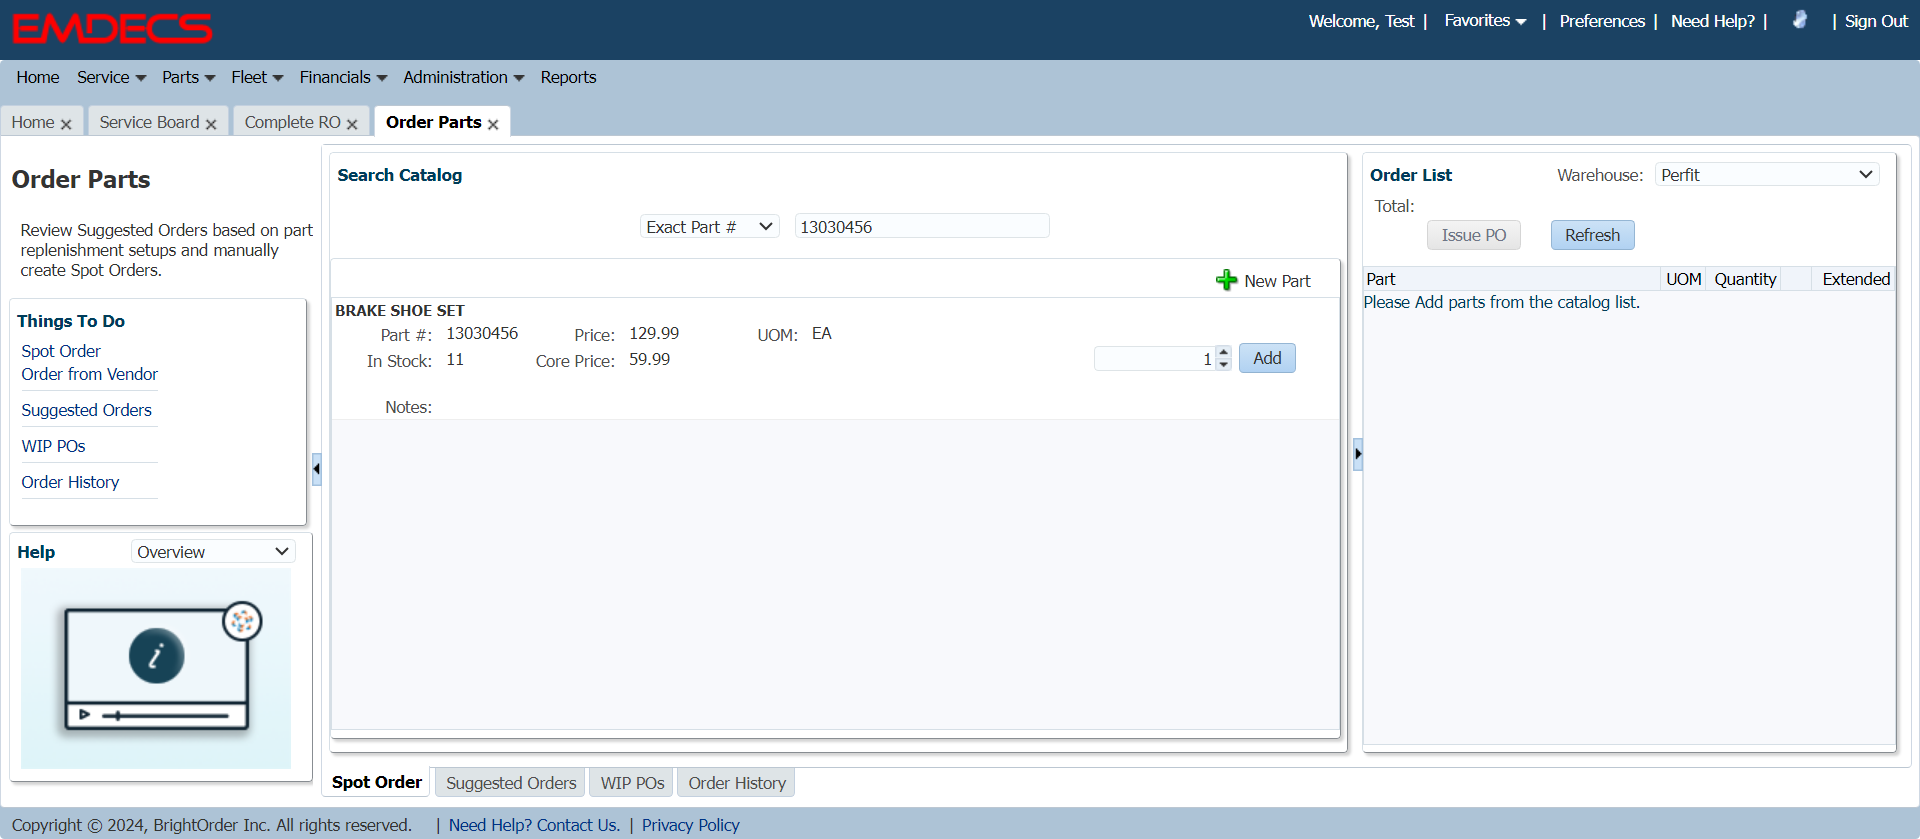 EMDECS
Welcome, Test | Favorites | Preferences | Need Help? | | Sign Out
Home Service Parts Fleet Financials Administration Reports
Home Service Board Complete RO Order Parts
Order Parts
Review Suggested Orders based on part
replenishment setups and manually
create Spot Orders.
Things To Do
Spot Order
Order from Vendor
Suggested Orders
WIP POs
Order History
Help Overview
i
Search Catalog
Exact Part # 13030456
New Part
BRAKE SHOE SET
Part #: 13030456 Price: 129.99 UOM: EA
In Stock: 11 Core Price: 59.99 1 Add
Notes:
Order List Warehouse: Perfit
Total:
Issue PO Refresh
Part UOM Quantity Extended
Please Add parts from the catalog list.
Spot Order Suggested Orders WIP POs Order History
Copyright © 2024, BrightOrder Inc. All rights reserved. | Need Help? Contact Us. | Privacy Policy